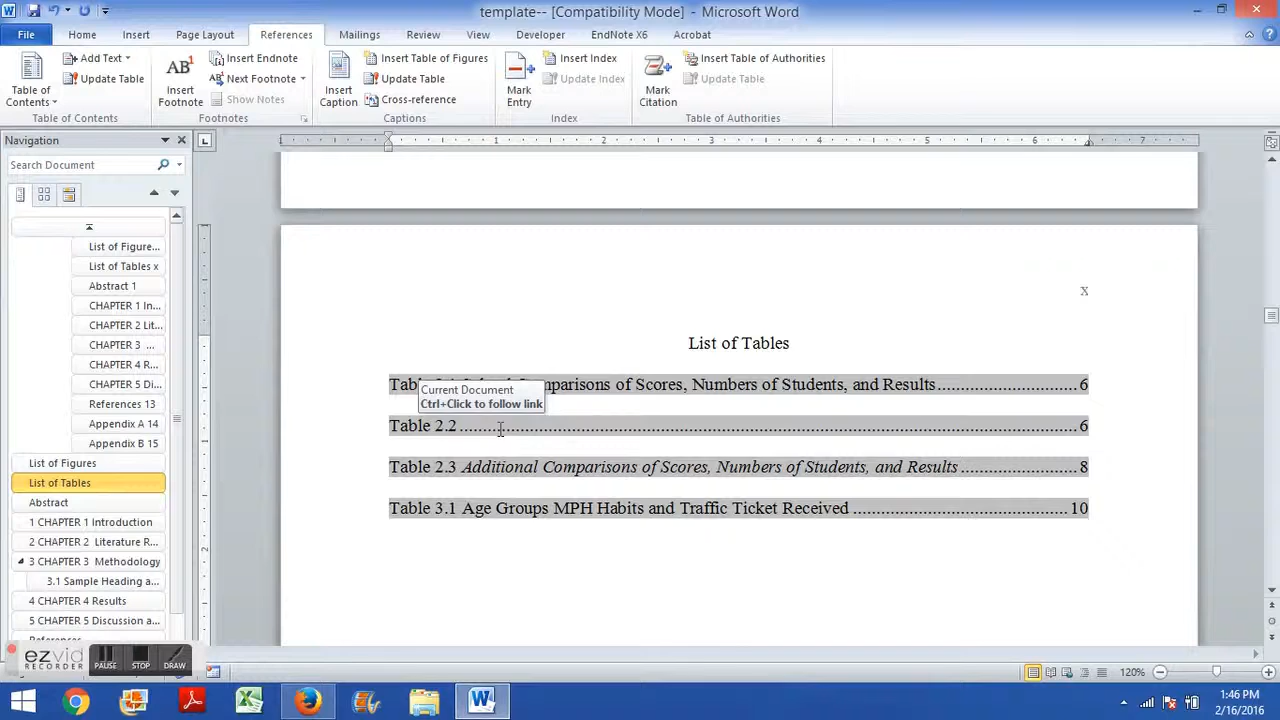 template-- [Compatibility Mode] - Microsoft Word
File Home Insert Page Layout References Mailings Review View Developer EndNote X6 Acrobat
Table of Contents
Add Text
Update Table
Table of Contents
AB1
Insert Footnote
Insert Endnote
Next Footnote
Show Notes
Footnotes
Insert Caption
Insert Table of Figures
Update Table
Cross-reference
Captions
Mark Entry
Insert Index
Update Index
Index
Mark Citation
Insert Table of Authorities
Update Table
Table of Authorities
Navigation
Search Document
List of Figure...
List of Tables x
Abstract 1
CHAPTER 1 In...
CHAPTER 2 Lit...
CHAPTER 3 ...
CHAPTER 4 R...
CHAPTER 5 Di...
References 13
Appendix A 14
Appendix B 15
List of Figures
List of Tables
Abstract
1 CHAPTER 1 Introduction
2 CHAPTER 2 Literature R...
3 CHAPTER 3 Methodology
3.1 Sample Heading a...
4 CHAPTER 4 Results
5 CHAPTER 5 Discussion a...
L
1 2 3 4 5 6 7
2
x
List of Tables
Comparisons of Scores, Numbers of Students, and Results 6
Current Document
Ctrl+Click to follow link
Table 2.2 6
Table 2.3 Additional Comparisons of Scores, Numbers of Students, and Results 8
Table 3.1 Age Groups MPH Habits and Traffic Ticket Received 10
ezvid
RECORDER
PAUSE STOP DRAW
120%
1:46 PM
2/16/2016